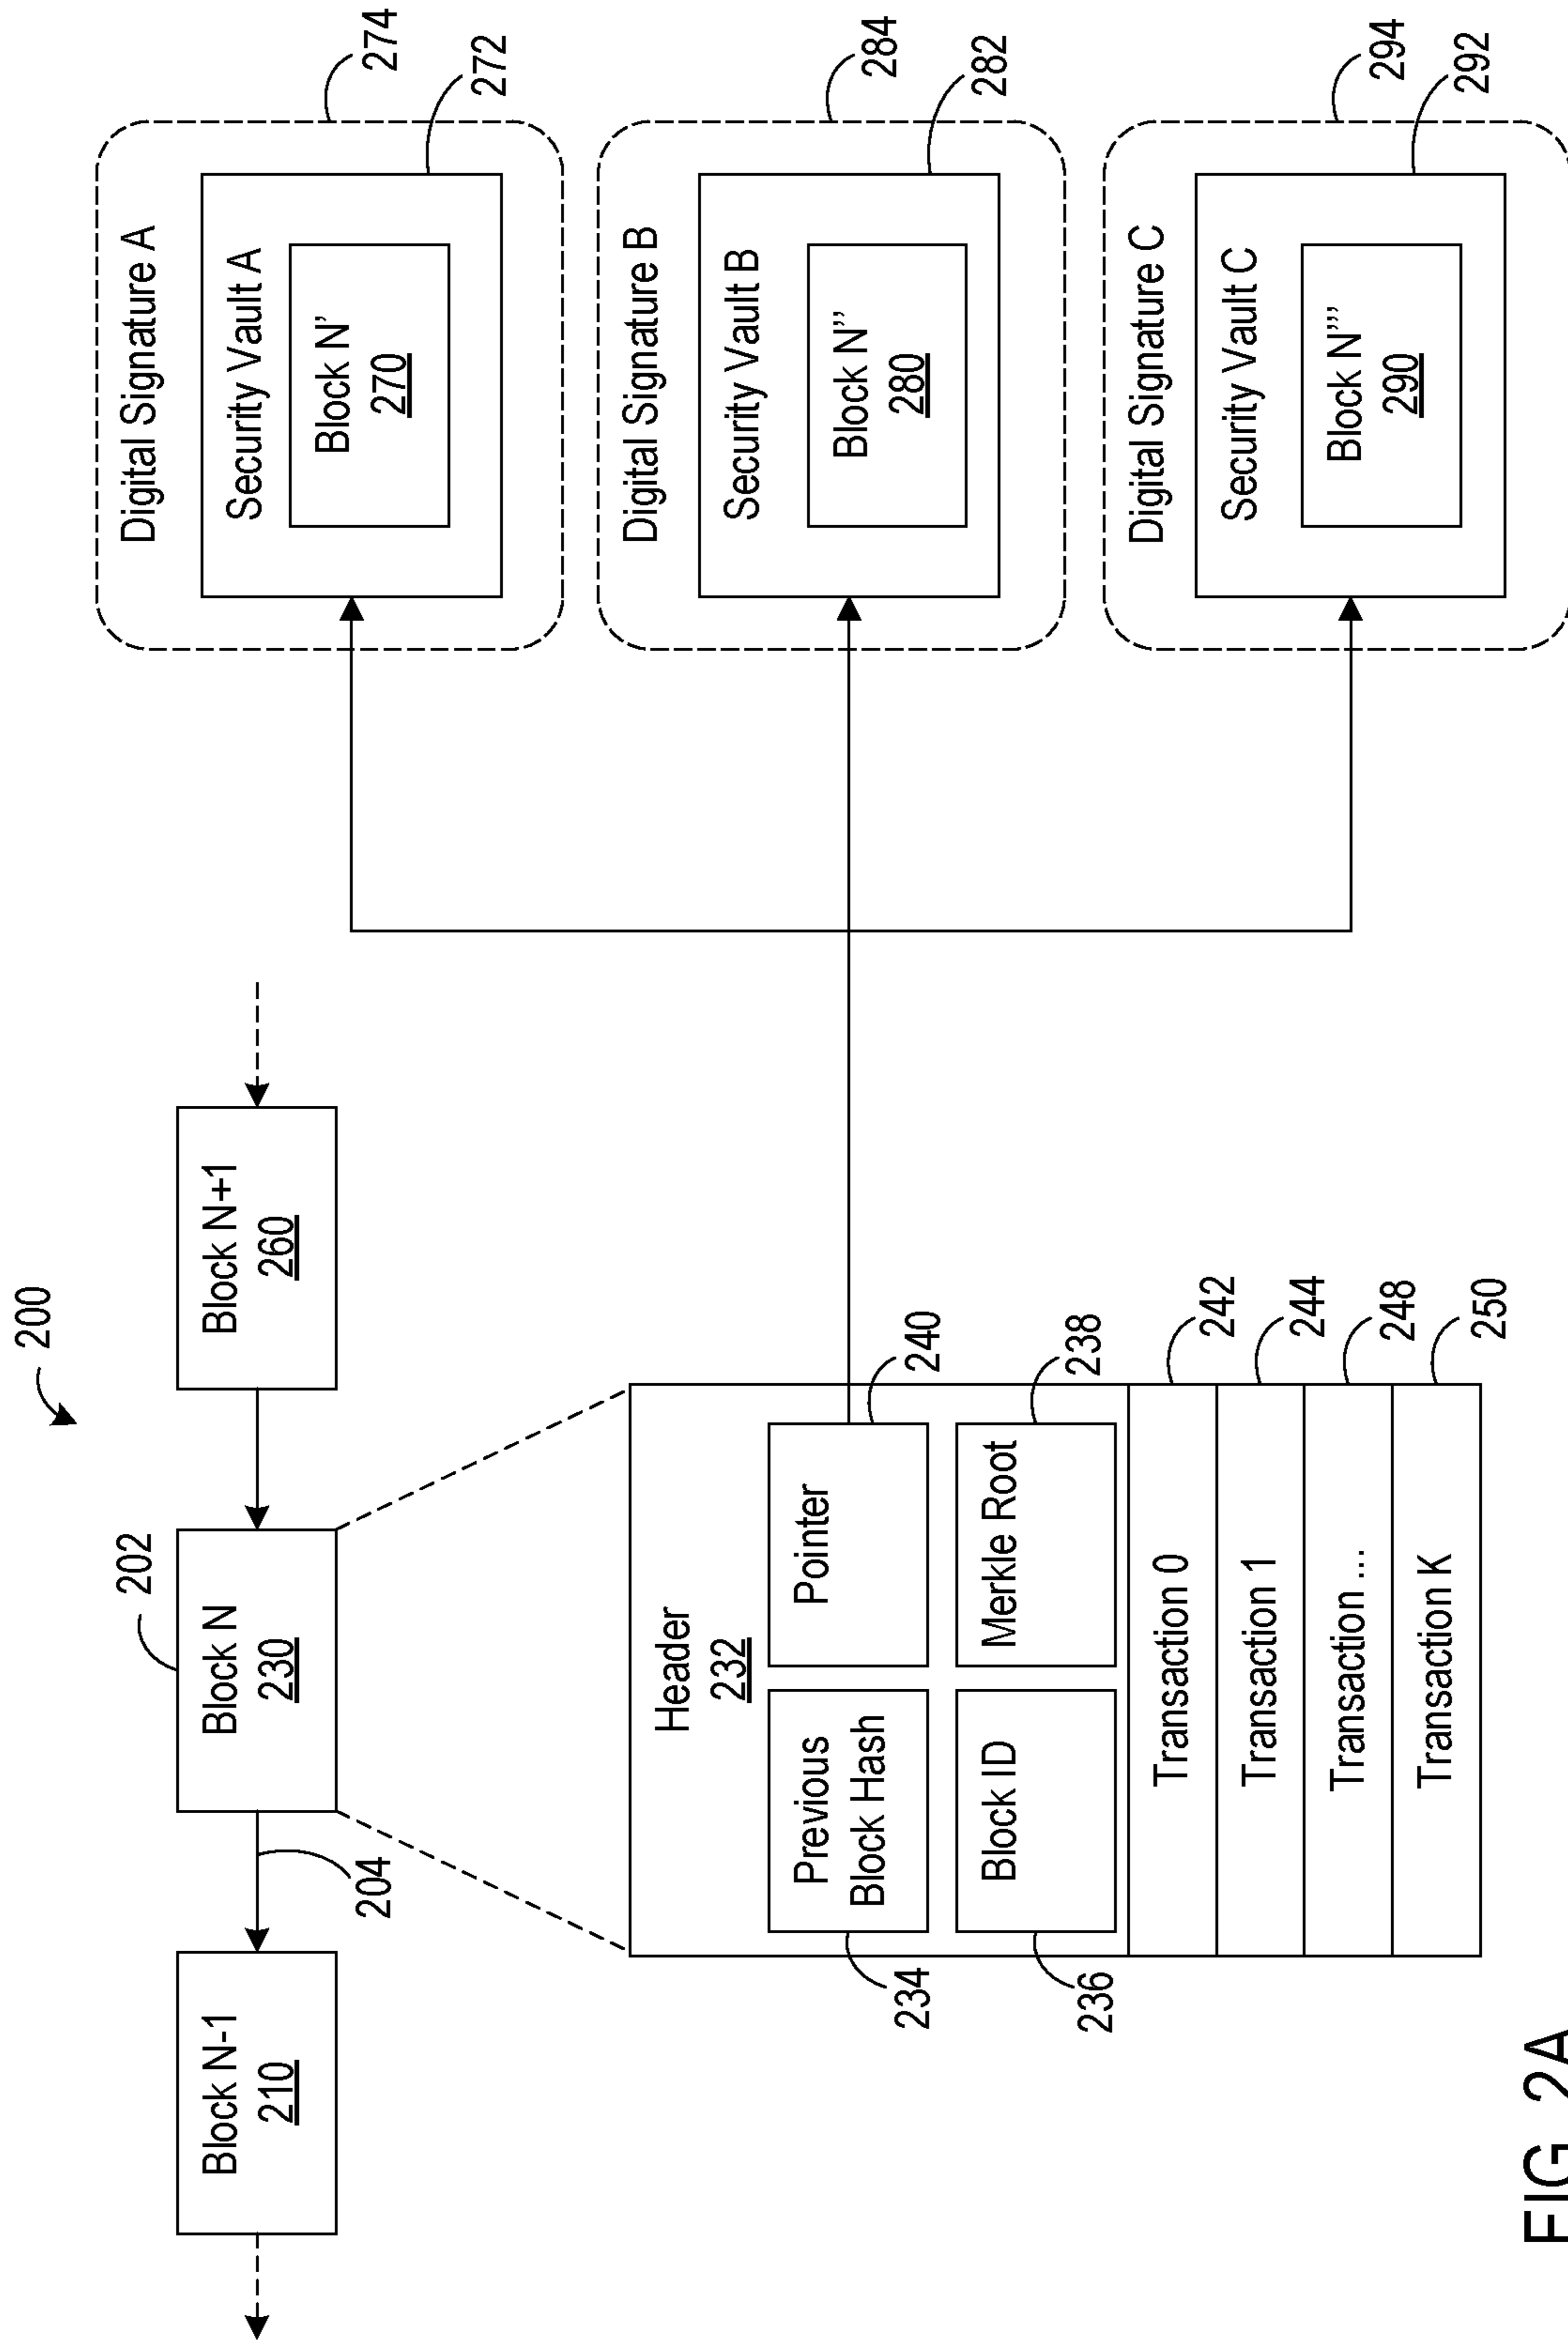 200
202
Block N-1
210
204
Block N
230
Block N+1
260
Header
232
Previous
Block Hash
234
Pointer
240
Block ID
236
Merkle Root
238
Transaction 0
242
Transaction 1
244
Transaction ...
248
Transaction K
250
Digital Signature A
274
Security Vault A
272
Block N'
270
Digital Signature B
284
Security Vault B
282
Block N''
280
Digital Signature C
294
Security Vault C
292
Block N'''
290
FIG. 2A